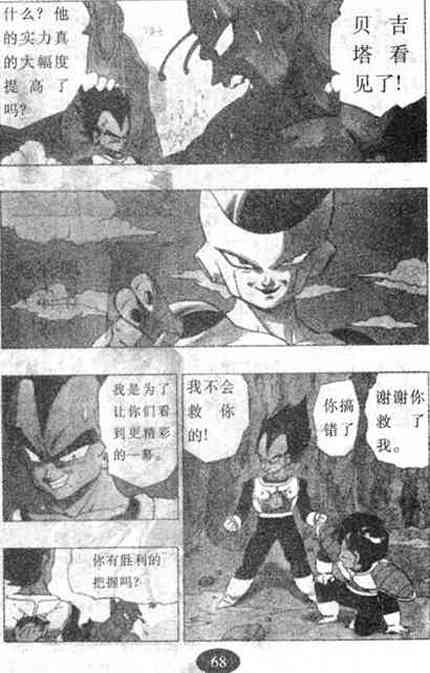 贝吉
塔看
见了!
什么?他
的实力真
的大幅度
提高了
吗?
谢谢你
救了
我。
你搞
错了
我不会
救你
的!
我是为了
让你们看
到更精彩
的一幕。
你有胜利的
把握吗?
68